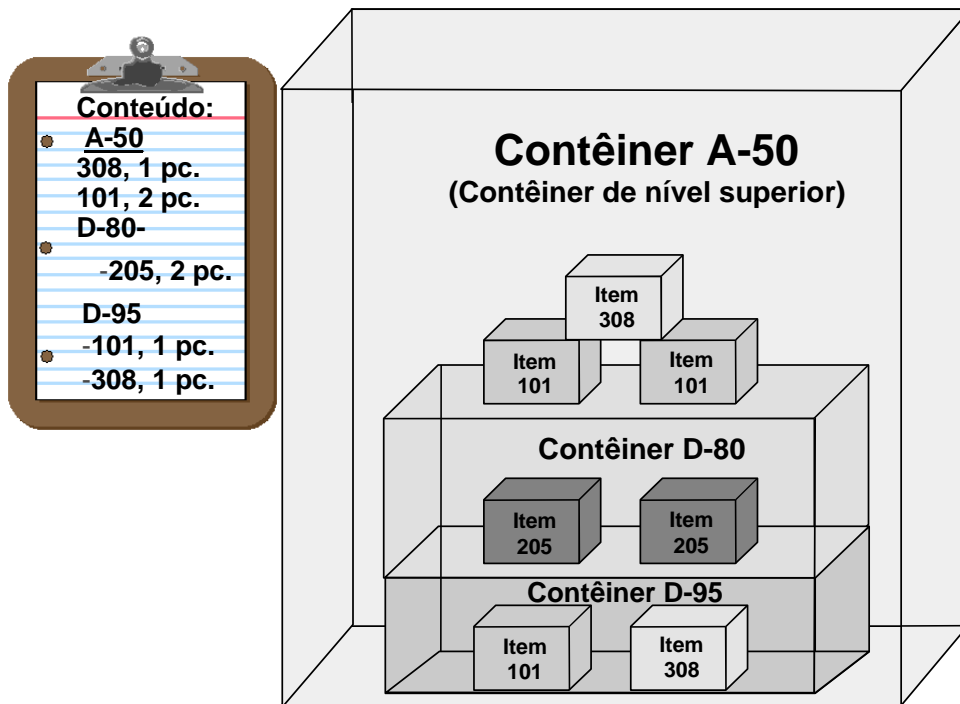 Conteúdo:
A-50
308, 1 pc.
101, 2 pc.
D-80-
-205, 2 pc.
D-95
-101, 1 pc.
-308, 1 pc.
Contêiner A-50
(Contêiner de nível superior)
Item
308
Item
101
Item
101
Contêiner D-80
Item
205
Item
205
Contêiner D-95
Item
101
Item
308